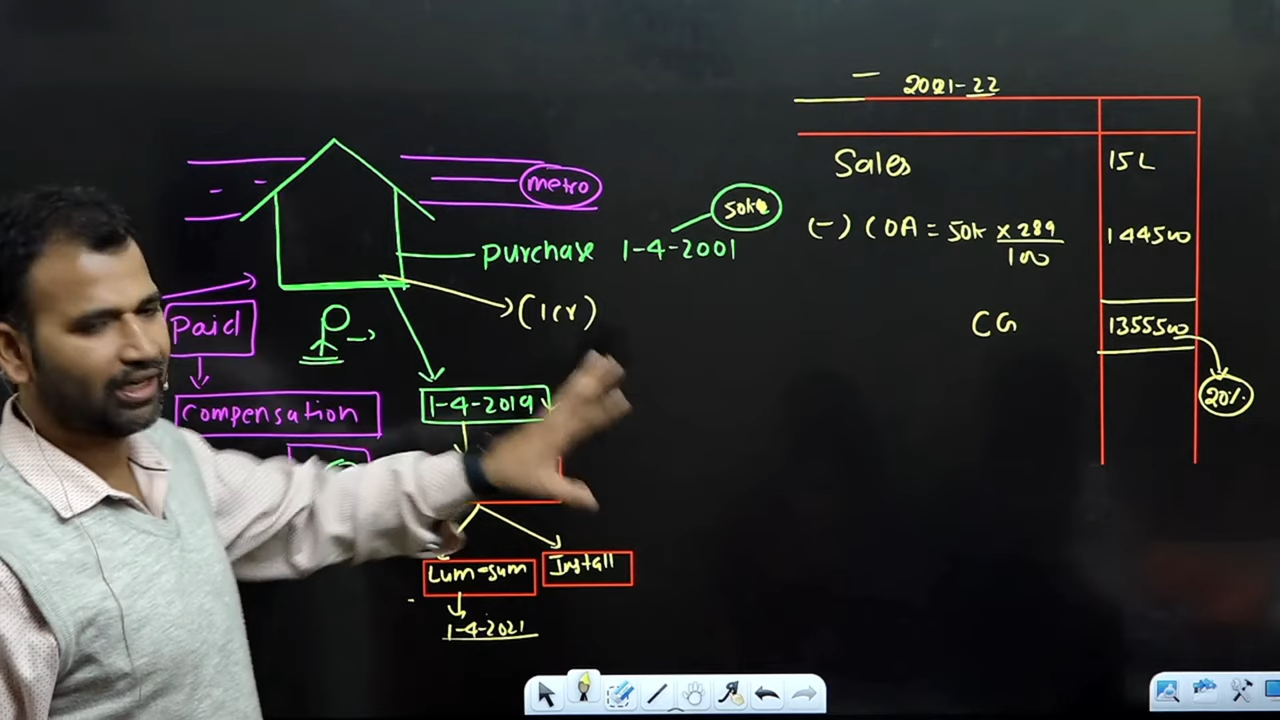 metro
50k
purchase 1-4-2001
(1cr)
Paid
Compensation
1-4-2019
Lum-sum
Install
1-4-2021
2021-22
Sales 15L
(-) COA = 50k × 289 / 100 144500
CG 1355500
20%